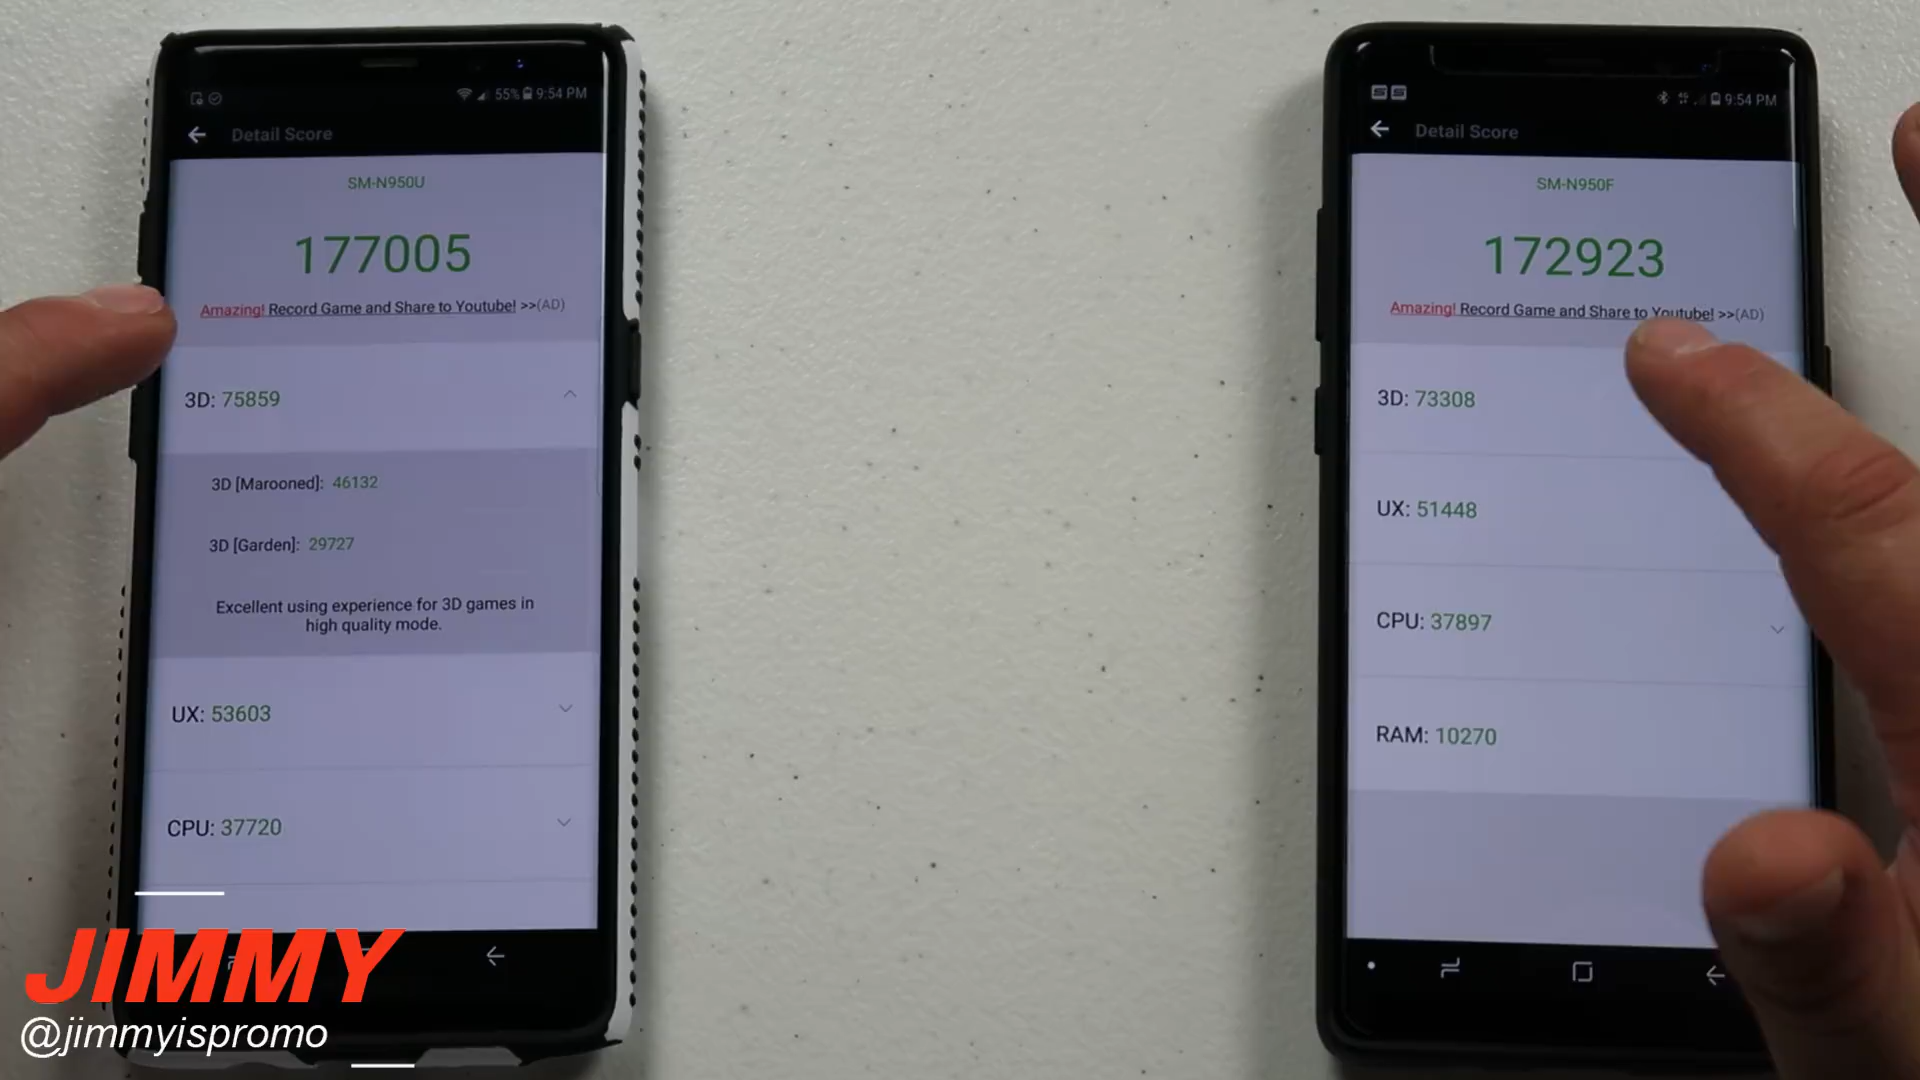 55% 9:54 PM
Detail Score
SM-N950U
177005
Amazing! Record Game and Share to Youtube! >>(AD)
3D: 75859
3D [Marooned]: 46132
3D [Garden]: 29727
Excellent using experience for 3D games in
high quality mode.
UX: 53603
CPU: 37720
9:54 PM
Detail Score
SM-N950F
172923
Amazing! Record Game and Share to Youtube! >>(AD)
3D: 73308
UX: 51448
CPU: 37897
RAM: 10270
JIMMY
@jimmyispromo